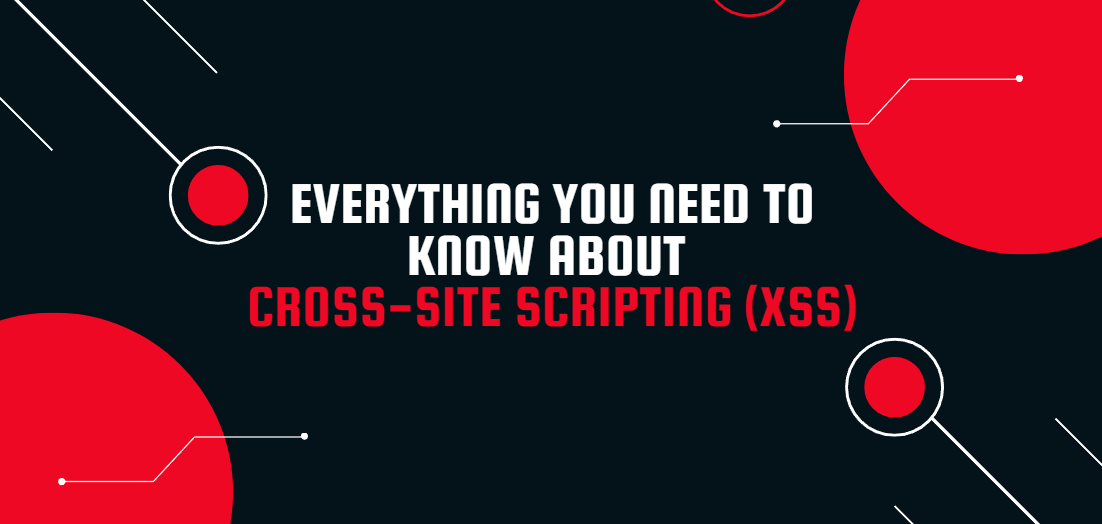 EVERYTHING YOU NEED TO
KNOW ABOUT
CROSS-SITE SCRIPTING (XSS)